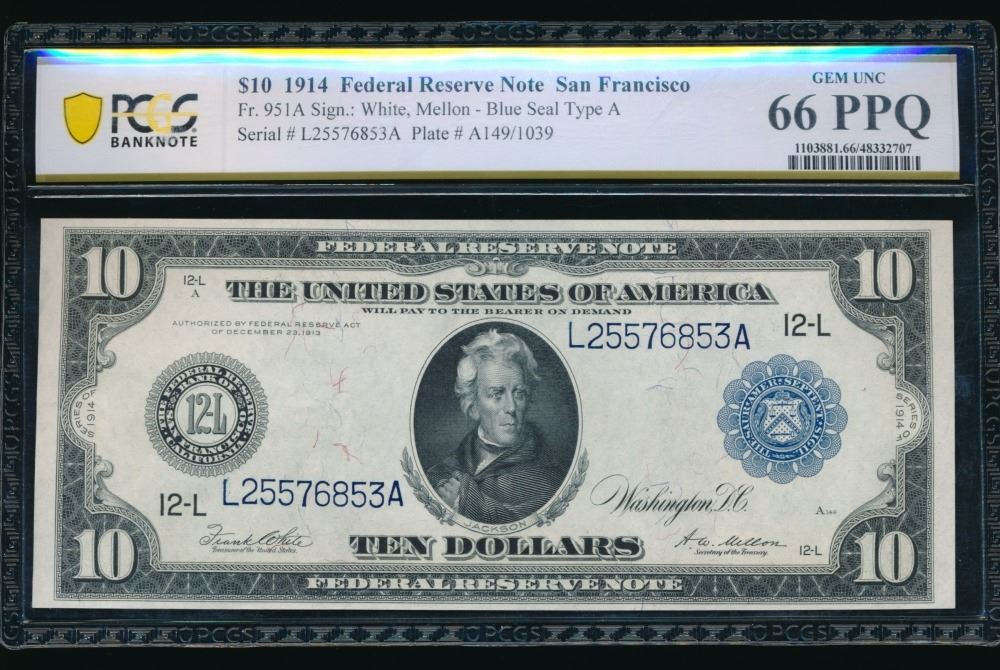 PCGS
BANKNOTE
$10 1914 Federal Reserve Note San Francisco
Fr. 951A Sign.: White, Mellon - Blue Seal Type A
Serial # L25576853A Plate # A149/1039
GEM UNC
66 PPQ
1103881.66/48332707
FEDERAL RESERVE NOTE
10 10
12-L
A
THE UNITED STATES OF AMERICA
WILL PAY TO THE BEARER ON DEMAND
AUTHORIZED BY FEDERAL RESERVE ACT
OF DECEMBER 23, 1913
L25576853A 12-L
SERIES OF 1914
12-L
THESAUR. AMER. SEPTENT. SIGIL.
SERIES OF 1914
12-L L25576853A
Washington, D.C.
JACKSON
Frank White
Treasurer of the United States.
TEN DOLLARS
A.W. Mellon
Secretary of the Treasury.
12-L
10 10
FEDERAL RESERVE NOTE